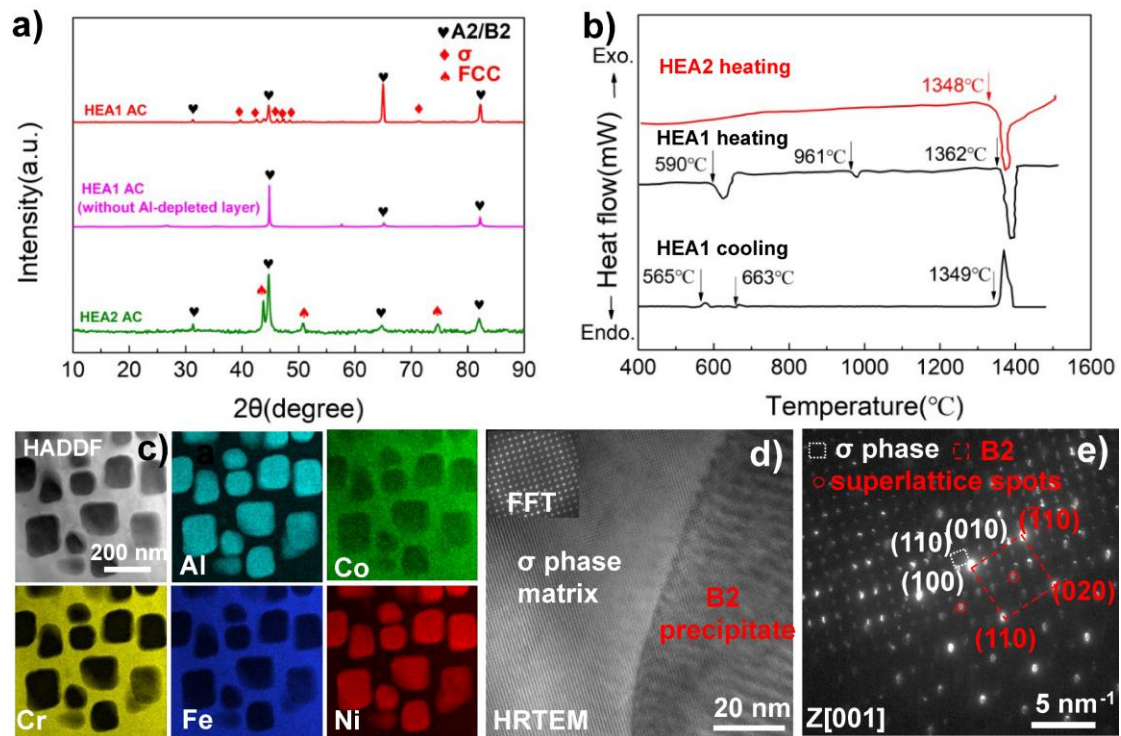 a)
♥A2/B2
♦ σ
♠ FCC
HEA1 AC
HEA1 AC
(without Al-depleted layer)
HEA2 AC
Intensity(a.u.)
10 20 30 40 50 60 70 80 90
2θ(degree)
b)
Exo.
Heat flow(mW)
Endo.
HEA2 heating
1348℃
HEA1 heating
590℃
961℃
1362℃
HEA1 cooling
565℃
663℃
1349℃
400 600 800 1000 1200 1400 1600
Temperature(℃)
HADDF
c)
200 nm
a
Al
Co
Cr
Fe
Ni
d)
FFT
σ phase
matrix
B2
precipitate
HRTEM
20 nm
e)
σ phase
B2
superlattice spots
(110)
(010)
(1̄10)
(100)
(020)
(110)
Z[001]
5 nm⁻¹